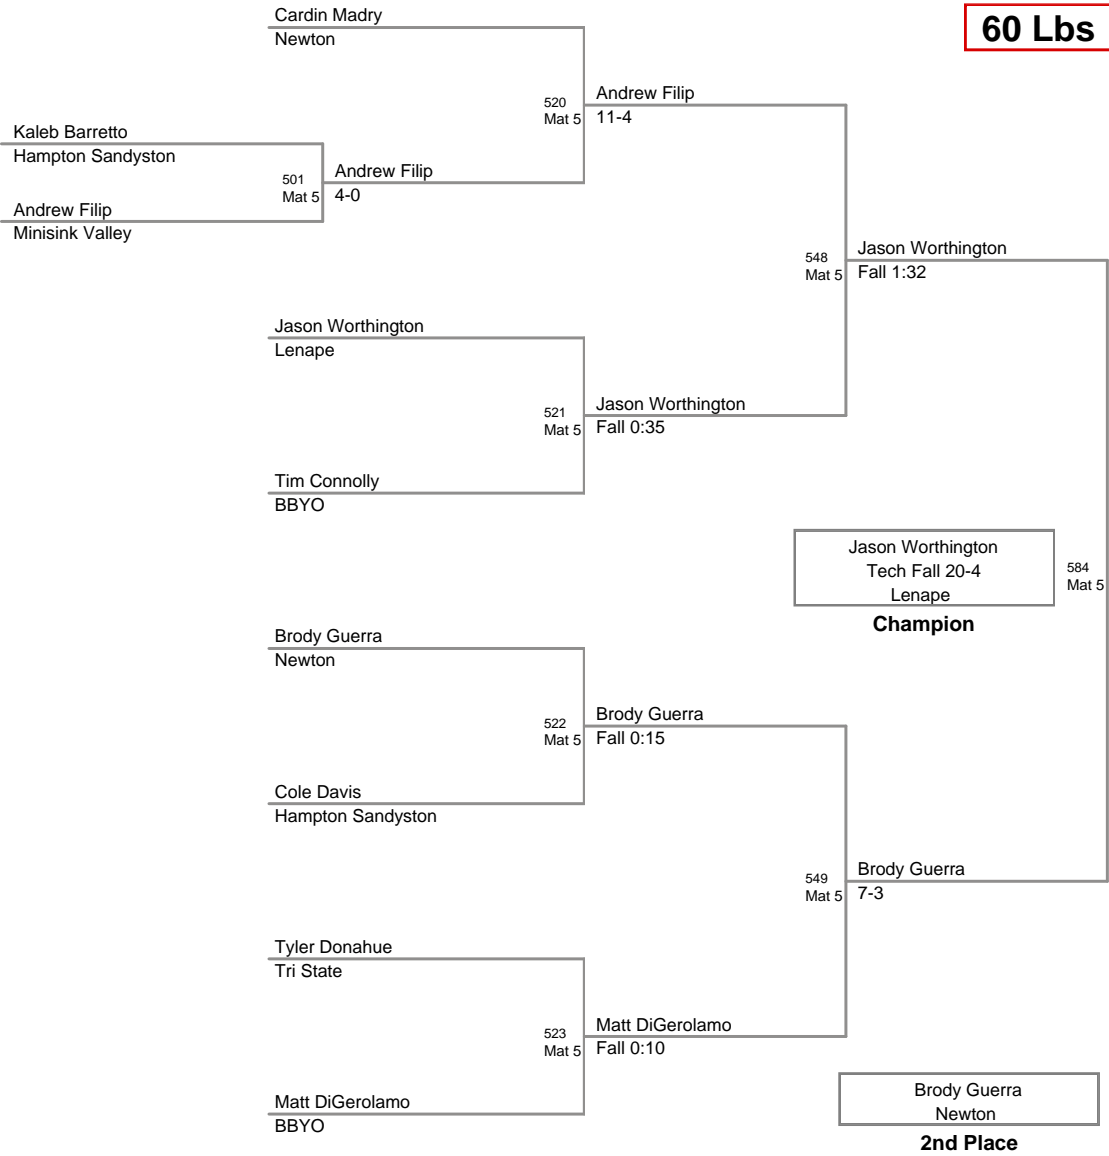 Cardin Madry
Newton
60 Lbs
520
Mat 5
Andrew Filip
11-4
Kaleb Barretto
Hampton Sandyston
501
Mat 5
Andrew Filip
4-0
Andrew Filip
Minisink Valley
548
Mat 5
Jason Worthington
Fall 1:32
Jason Worthington
Lenape
521
Mat 5
Jason Worthington
Fall 0:35
Tim Connolly
BBYO
Jason Worthington
Tech Fall 20-4
Lenape
Champion
584
Mat 5
Brody Guerra
Newton
522
Mat 5
Brody Guerra
Fall 0:15
Cole Davis
Hampton Sandyston
549
Mat 5
Brody Guerra
7-3
Tyler Donahue
Tri State
523
Mat 5
Matt DiGerolamo
Fall 0:10
Matt DiGerolamo
BBYO
Brody Guerra
Newton
2nd Place